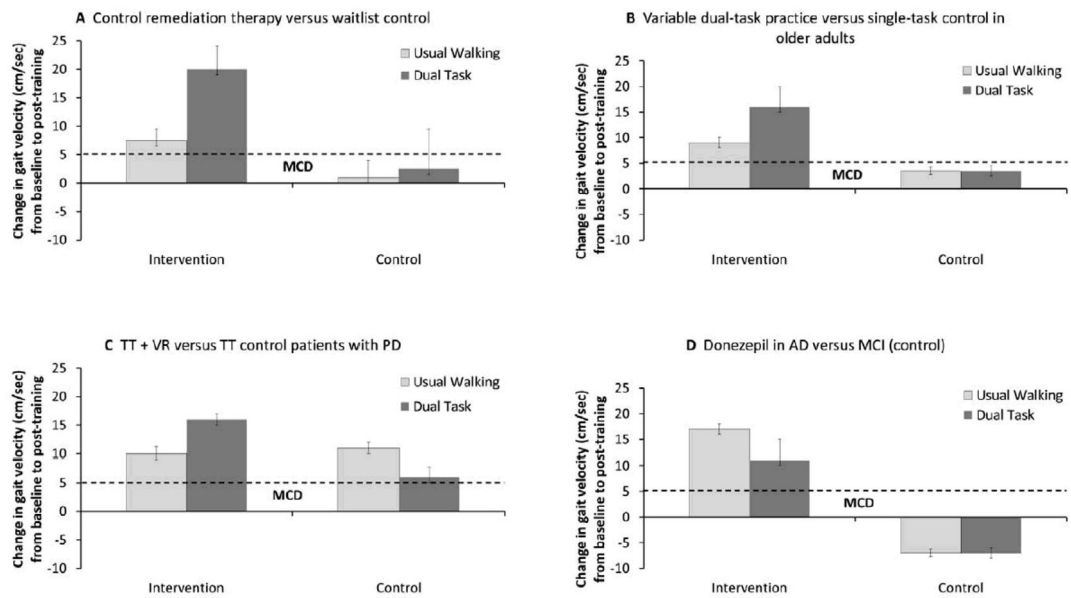 A Control remediation therapy versus waitlist control
Change in gait velocity (cm/sec)
from baseline to post-training
25
20
15
10
5
0
-5
-10
Usual Walking
Dual Task
MCD
Intervention
Control
B Variable dual-task practice versus single-task control in
older adults
Change in gait velocity (cm/sec)
from baseline to post-training
25
20
15
10
5
0
-5
-10
Usual Walking
Dual Task
MCD
Intervention
Control
C TT + VR versus TT control patients with PD
Change in gait velocity (cm/sec)
from baseline to post-training
25
20
15
10
5
0
-5
-10
Usual Walking
Dual Task
MCD
Intervention
Control
D Donezepil in AD versus MCI (control)
Change in gait velocity (cm/sec)
from baseline to post-training
25
20
15
10
5
0
-5
-10
Usual Walking
Dual Task
MCD
Intervention
Control